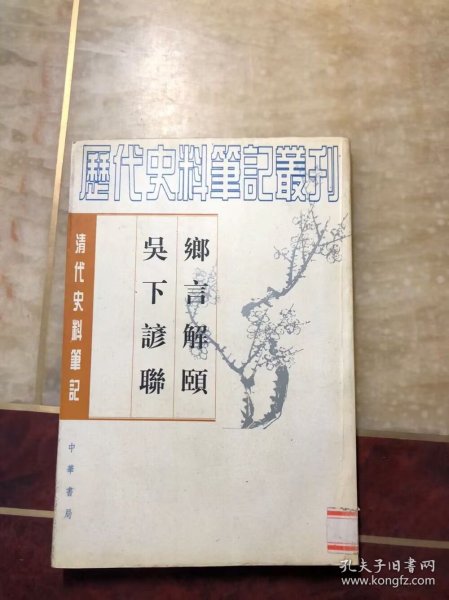 歷代史料筆記叢刊
清代史料筆記
鄉言解頤
吳下諺聯
中華書局
孔夫子旧书网
www.kongfz.com